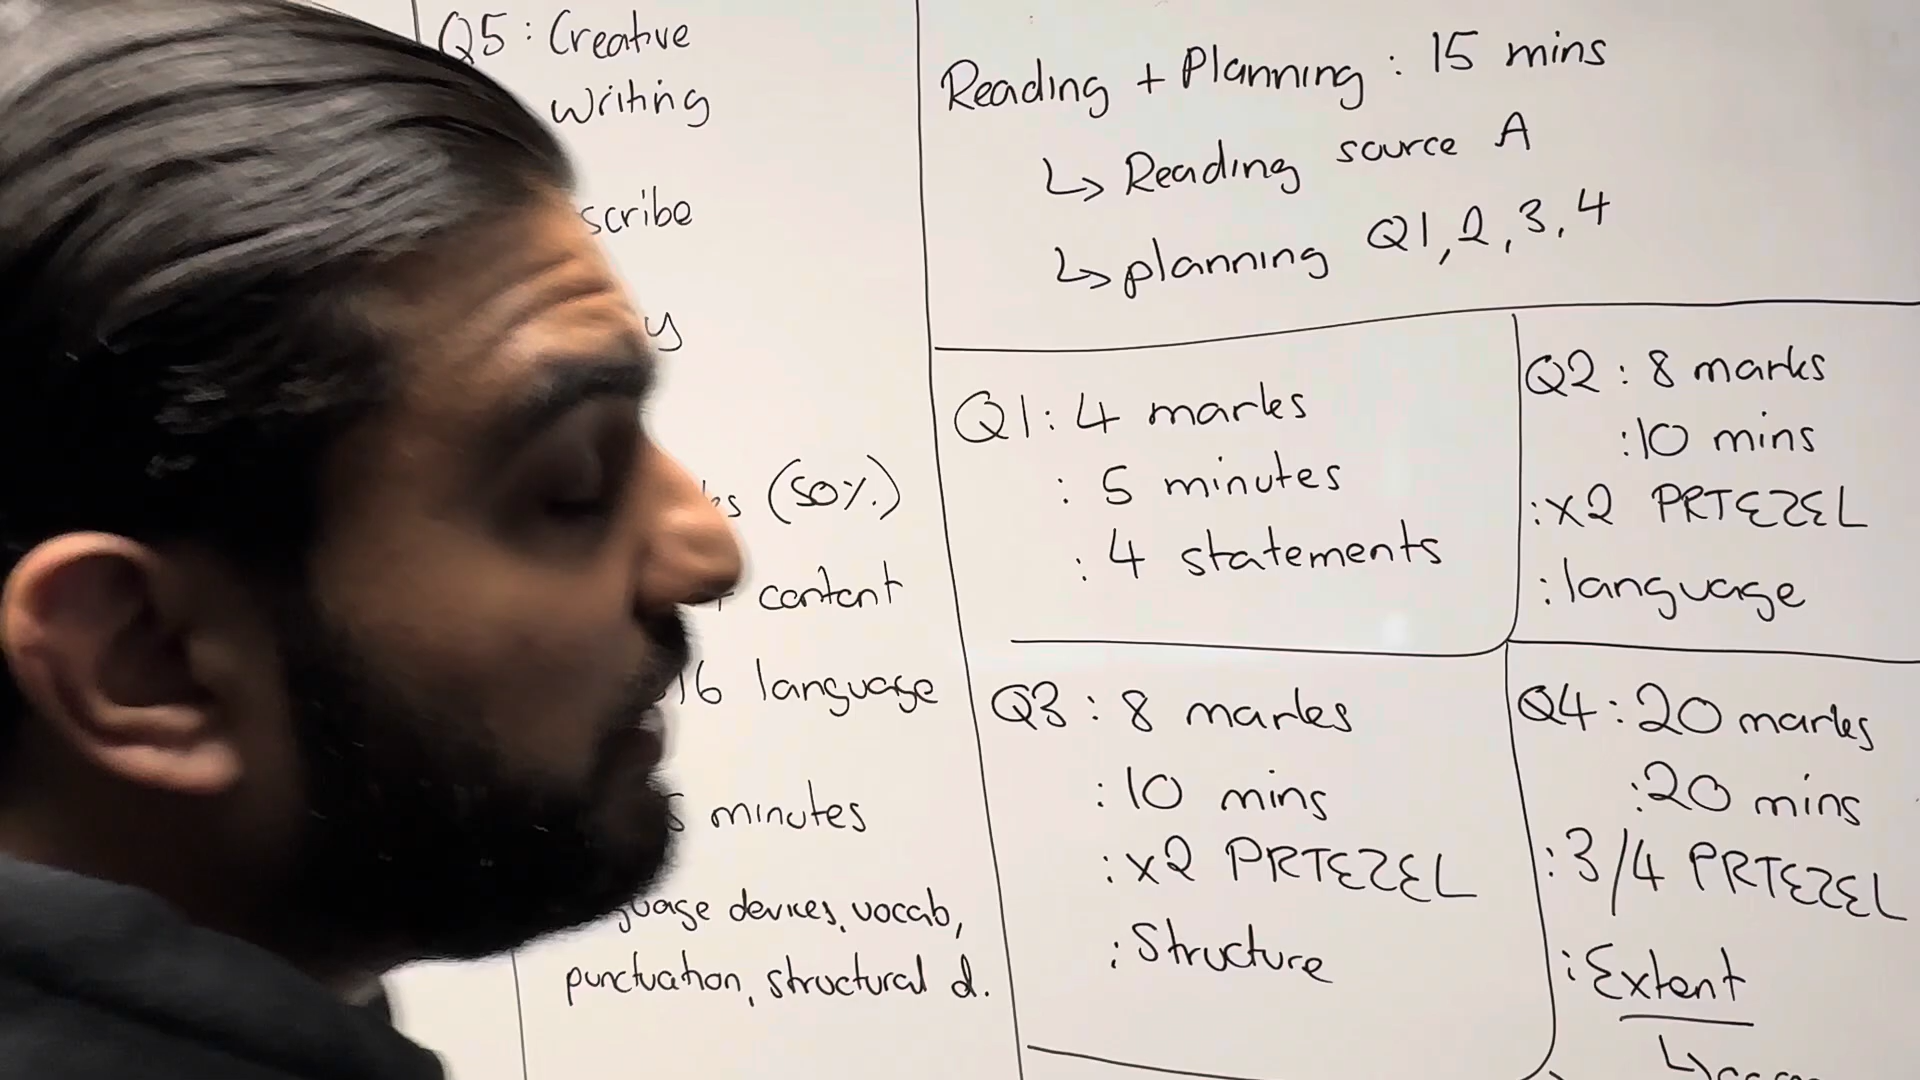 Q5 : Creative
writing
scribe
y
s (50%)
content
16 language
minutes
guage devices, vocab,
punctuation, structural d.
Reading + Planning : 15 mins
↳ Reading source A
↳ planning Q1, 2, 3, 4
Q1 : 4 marks
: 5 minutes
: 4 statements
Q2 : 8 marks
: 10 mins
: x2 PRTEZEL
: language
Q3 : 8 marks
: 10 mins
: x2 PRTEZEL
: Structure
Q4 : 20 marks
: 20 mins
: 3/4 PRTEZEL
: Extent